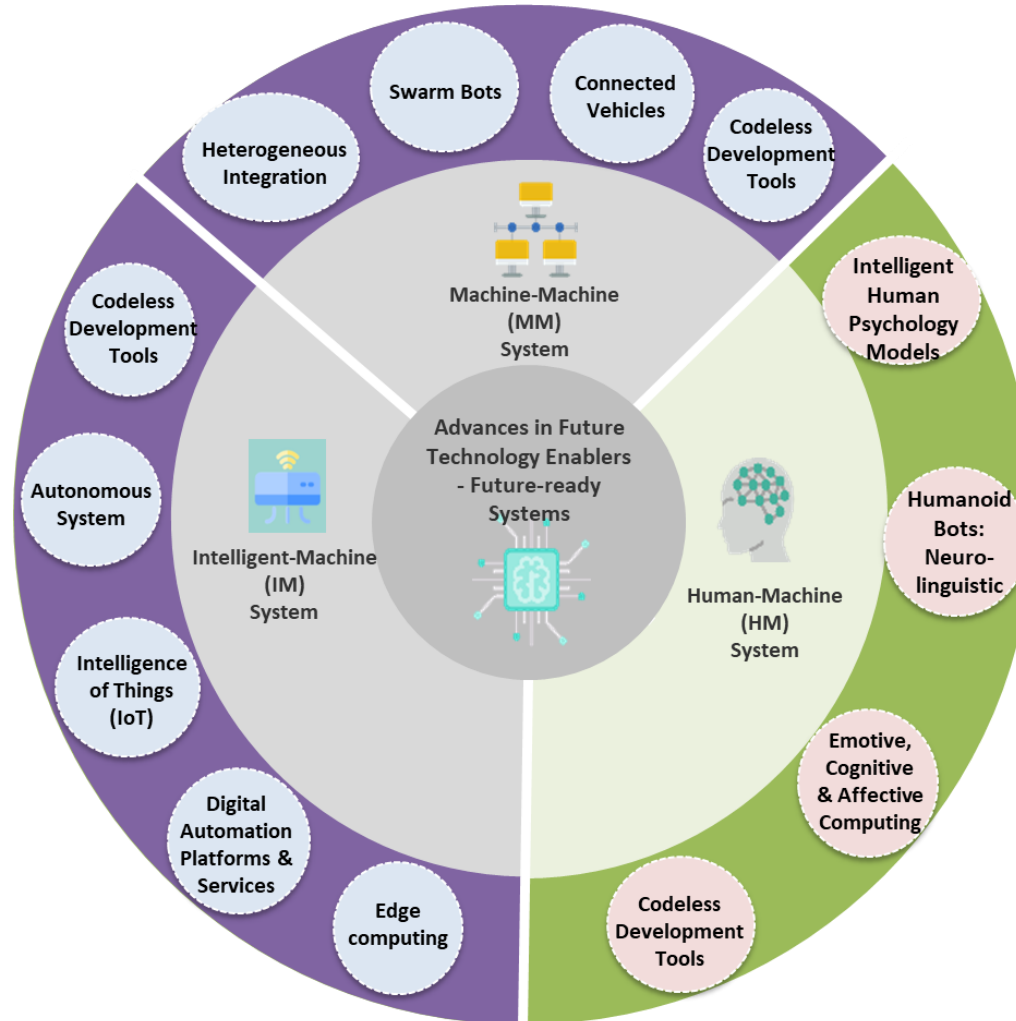 Swarm Bots
Connected
Vehicles
Codeless
Development
Tools
Heterogeneous
Integration
Machine-Machine
(MM)
System
Intelligent
Human
Psychology
Models
Codeless
Development
Tools
Advances in Future
Technology Enablers
- Future-ready
Systems
Autonomous
System
Intelligent-Machine
(IM)
System
Humanoid
Bots:
Neuro-
linguistic
Human-Machine
(HM)
System
Intelligence
of Things
(IoT)
Emotive,
Cognitive
& Affective
Computing
Digital
Automation
Platforms &
Services
Edge
computing
Codeless
Development
Tools